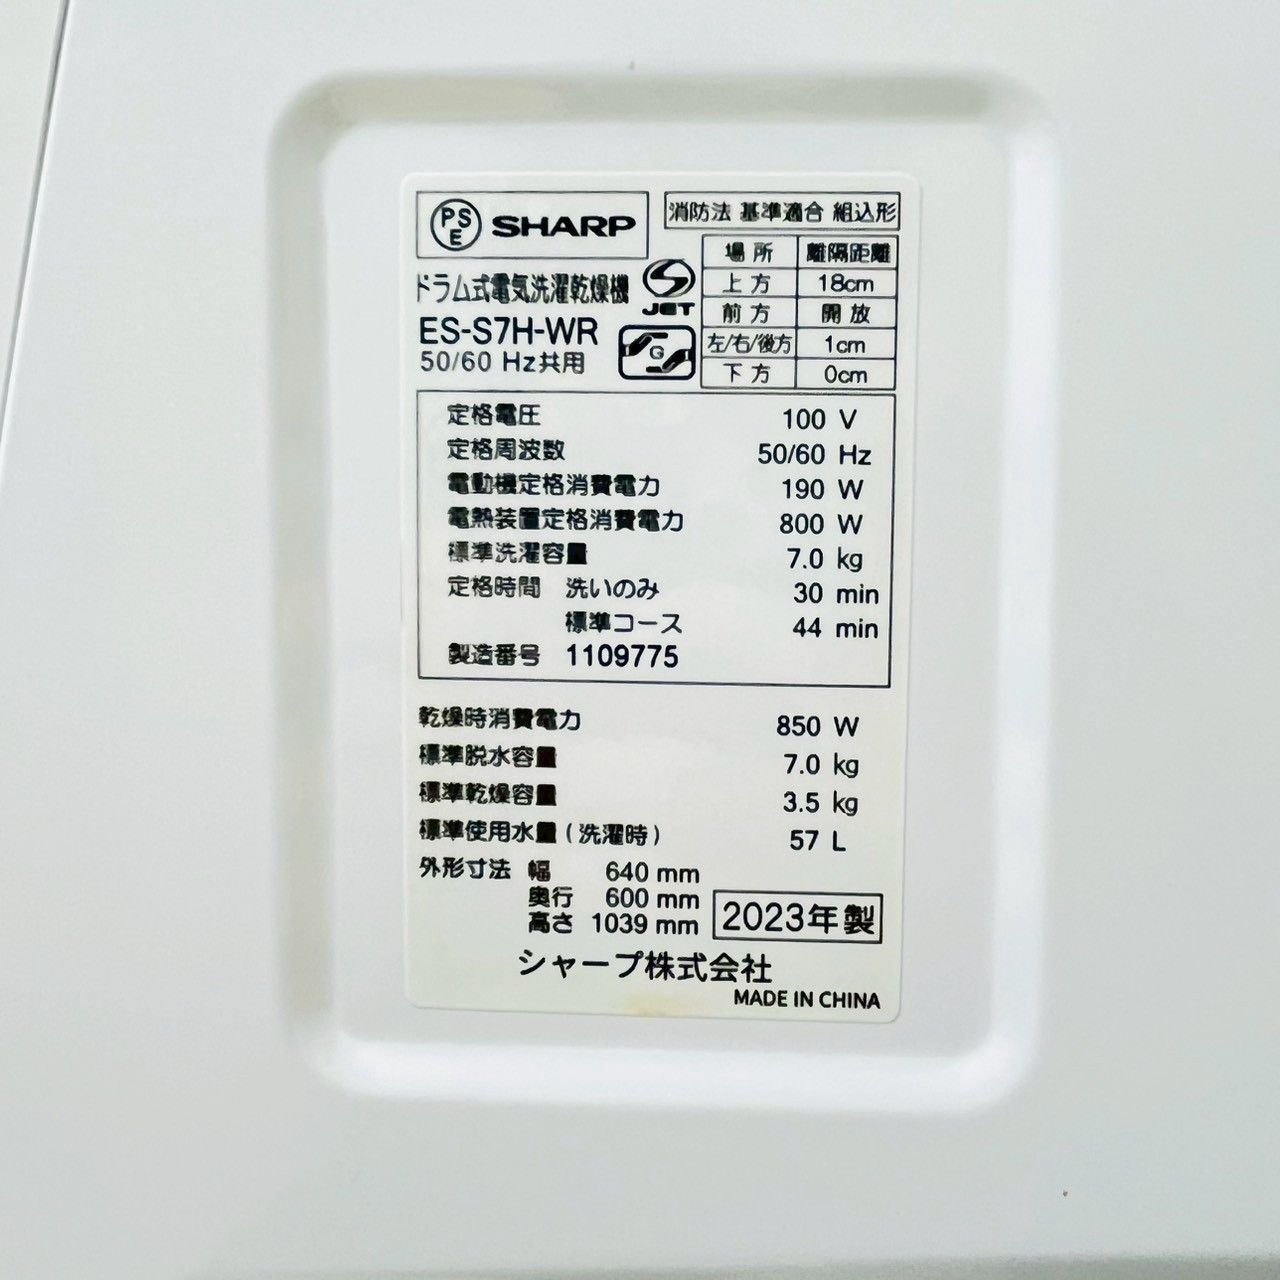 PSE SHARP
消防法 基準適合 組込形
ドラム式電気洗濯乾燥機
JET
ES-S7H-WR
50/60 Hz共用
G
場所 離隔距離
上方 18cm
前方 開放
左/右/後方 1cm
下方 0cm
定格電圧 100 V
定格周波数 50/60 Hz
電動機定格消費電力 190 W
電熱装置定格消費電力 800 W
標準洗濯容量 7.0 kg
定格時間 洗いのみ 30 min
標準コース 44 min
製造番号 1109775
乾燥時消費電力 850 W
標準脱水容量 7.0 kg
標準乾燥容量 3.5 kg
標準使用水量(洗濯時) 57 L
外形寸法 幅 640 mm
奥行 600 mm
高さ 1039 mm
2023年製
シャープ株式会社
MADE IN CHINA